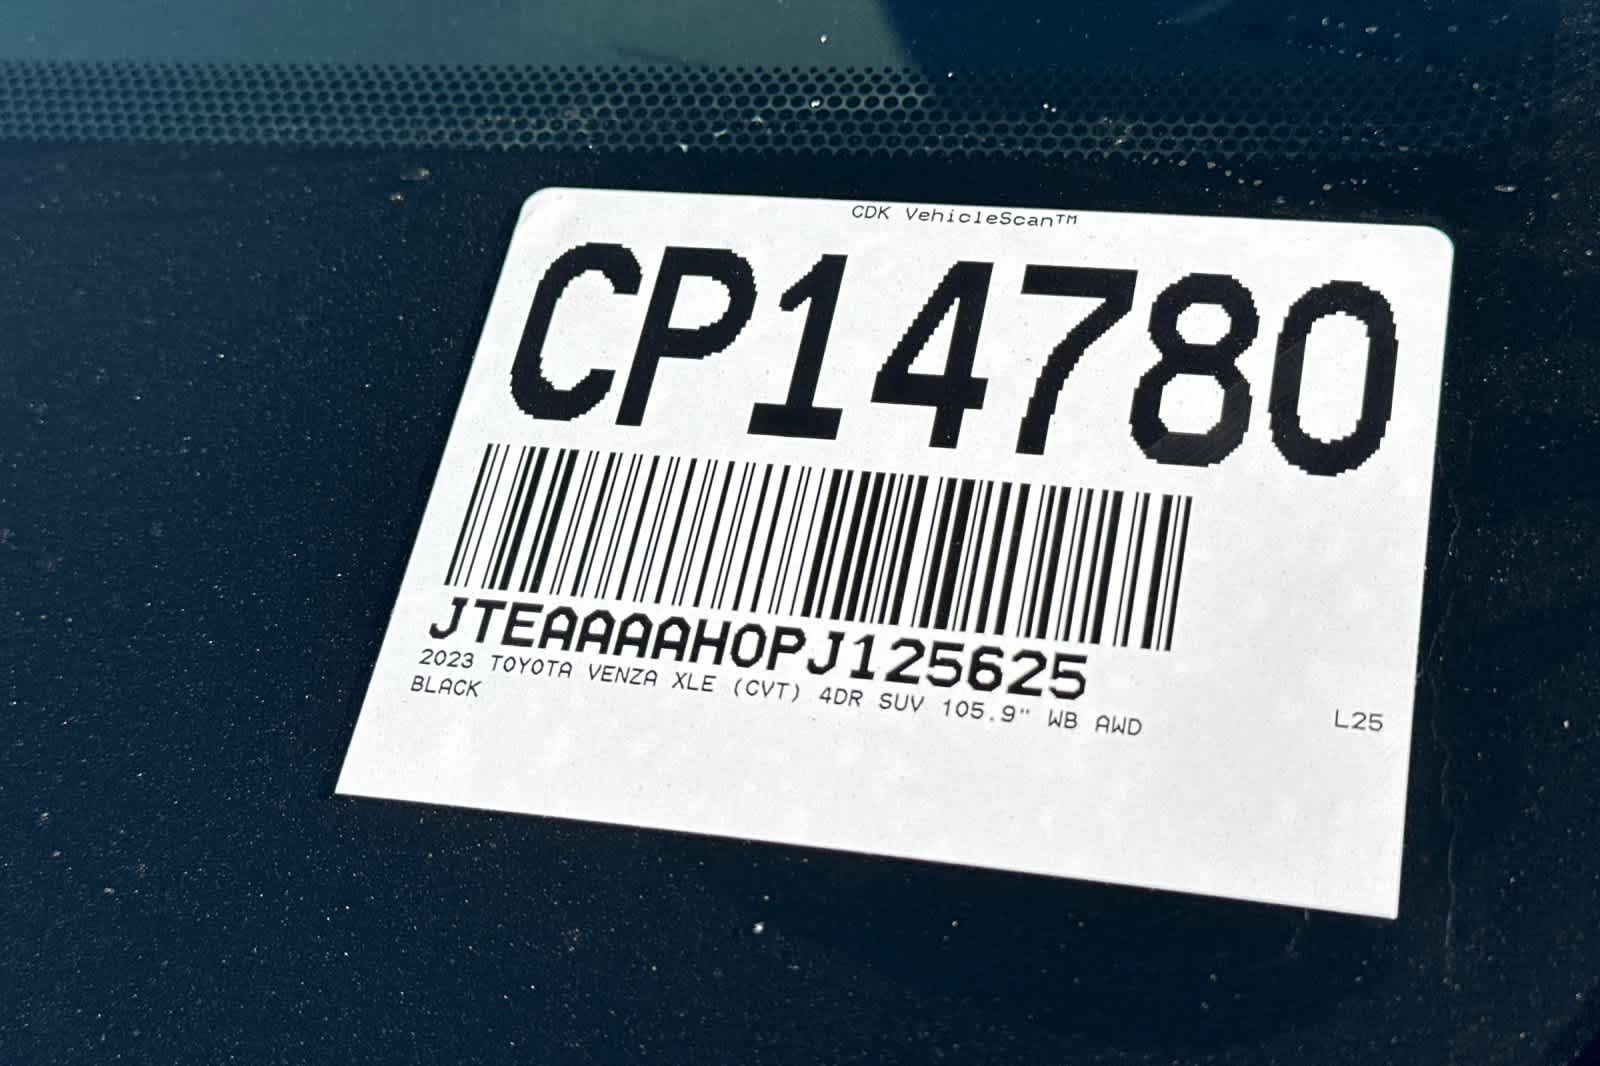 CDK VehicleScan™
CP14780
JTEAAAAH0PJ125625
2023 TOYOTA VENZA XLE (CVT) 4DR SUV 105.9" WB AWD
BLACK
L25